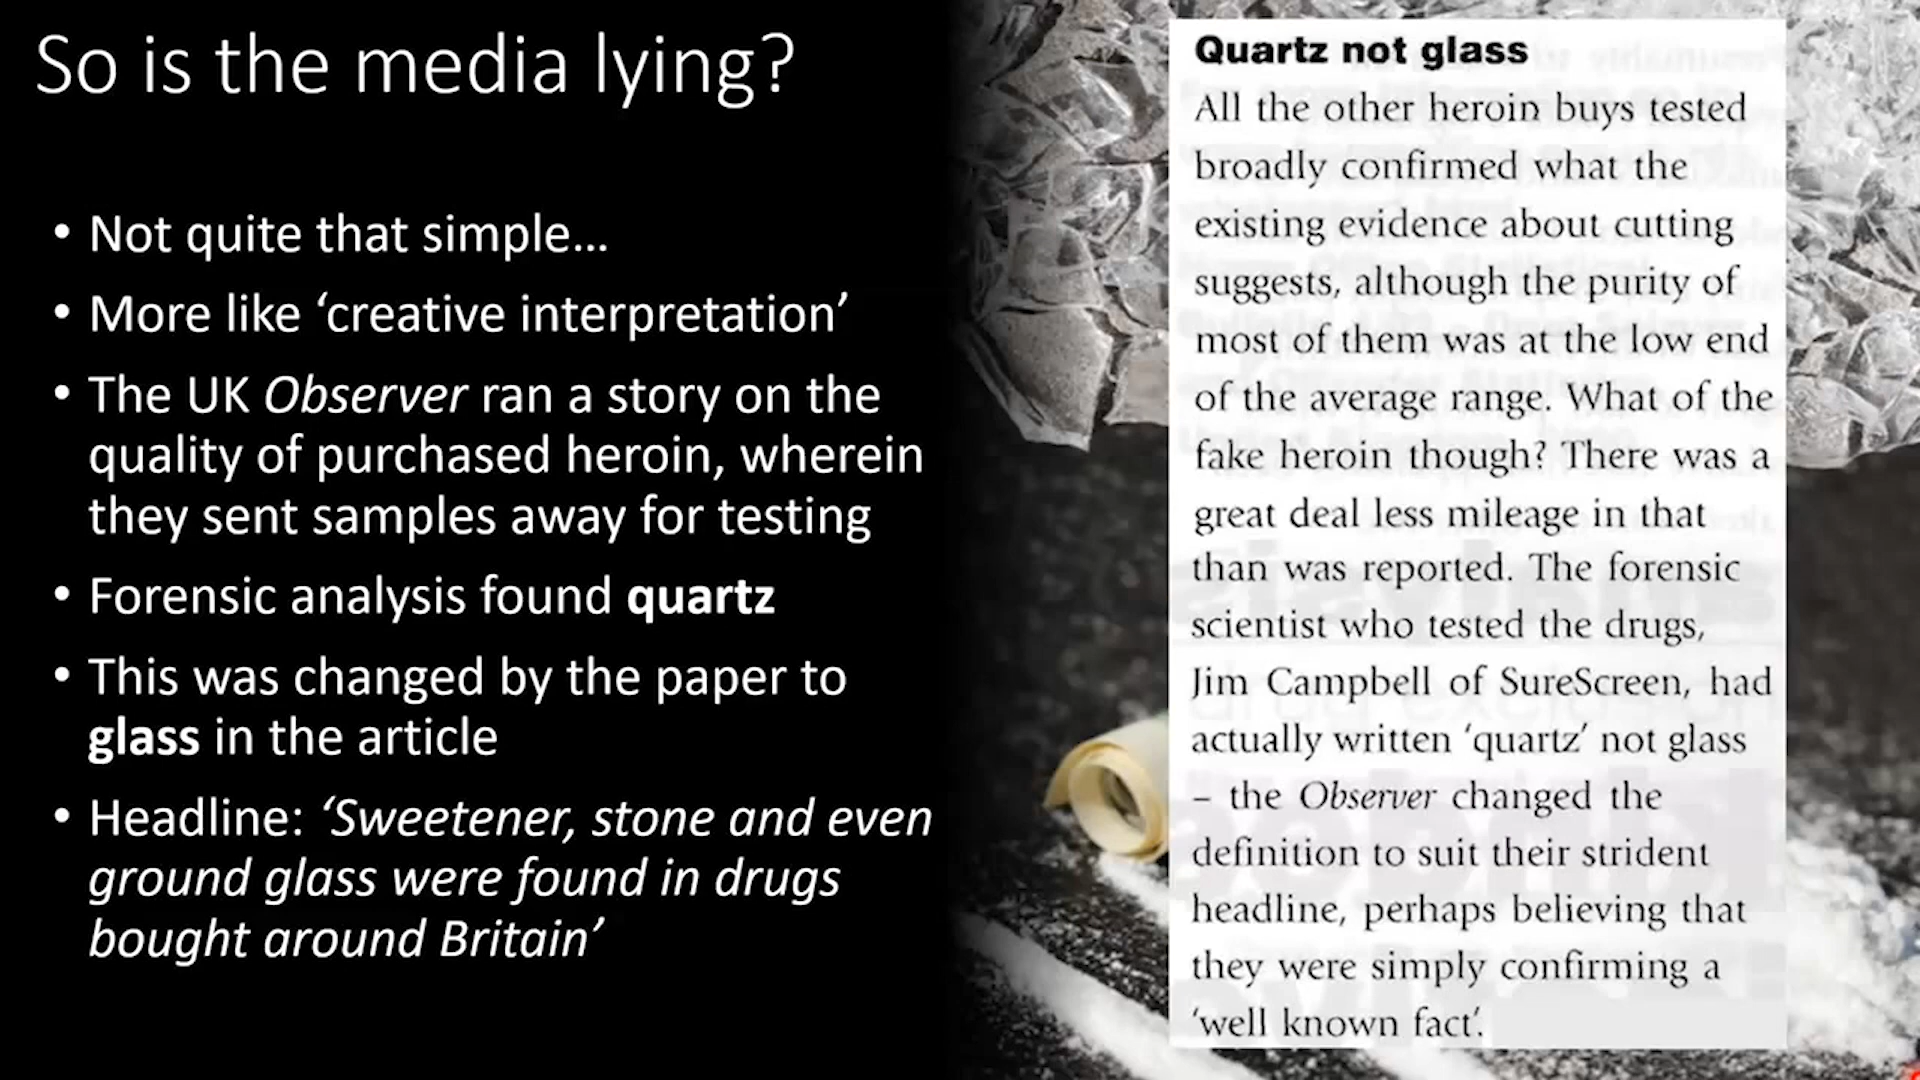 So is the media lying?
• Not quite that simple...
• More like ‘creative interpretation’
• The UK Observer ran a story on the
quality of purchased heroin, wherein
they sent samples away for testing
• Forensic analysis found quartz
• This was changed by the paper to
glass in the article
• Headline: ‘Sweetener, stone and even
ground glass were found in drugs
bought around Britain’
Quartz not glass
All the other heroin buys tested
broadly confirmed what the
existing evidence about cutting
suggests, although the purity of
most of them was at the low end
of the average range. What of the
fake heroin though? There was a
great deal less mileage in that
than was reported. The forensic
scientist who tested the drugs,
Jim Campbell of SureScreen, had
actually written ‘quartz’ not glass
– the Observer changed the
definition to suit their strident
headline, perhaps believing that
they were simply confirming a
‘well known fact’.